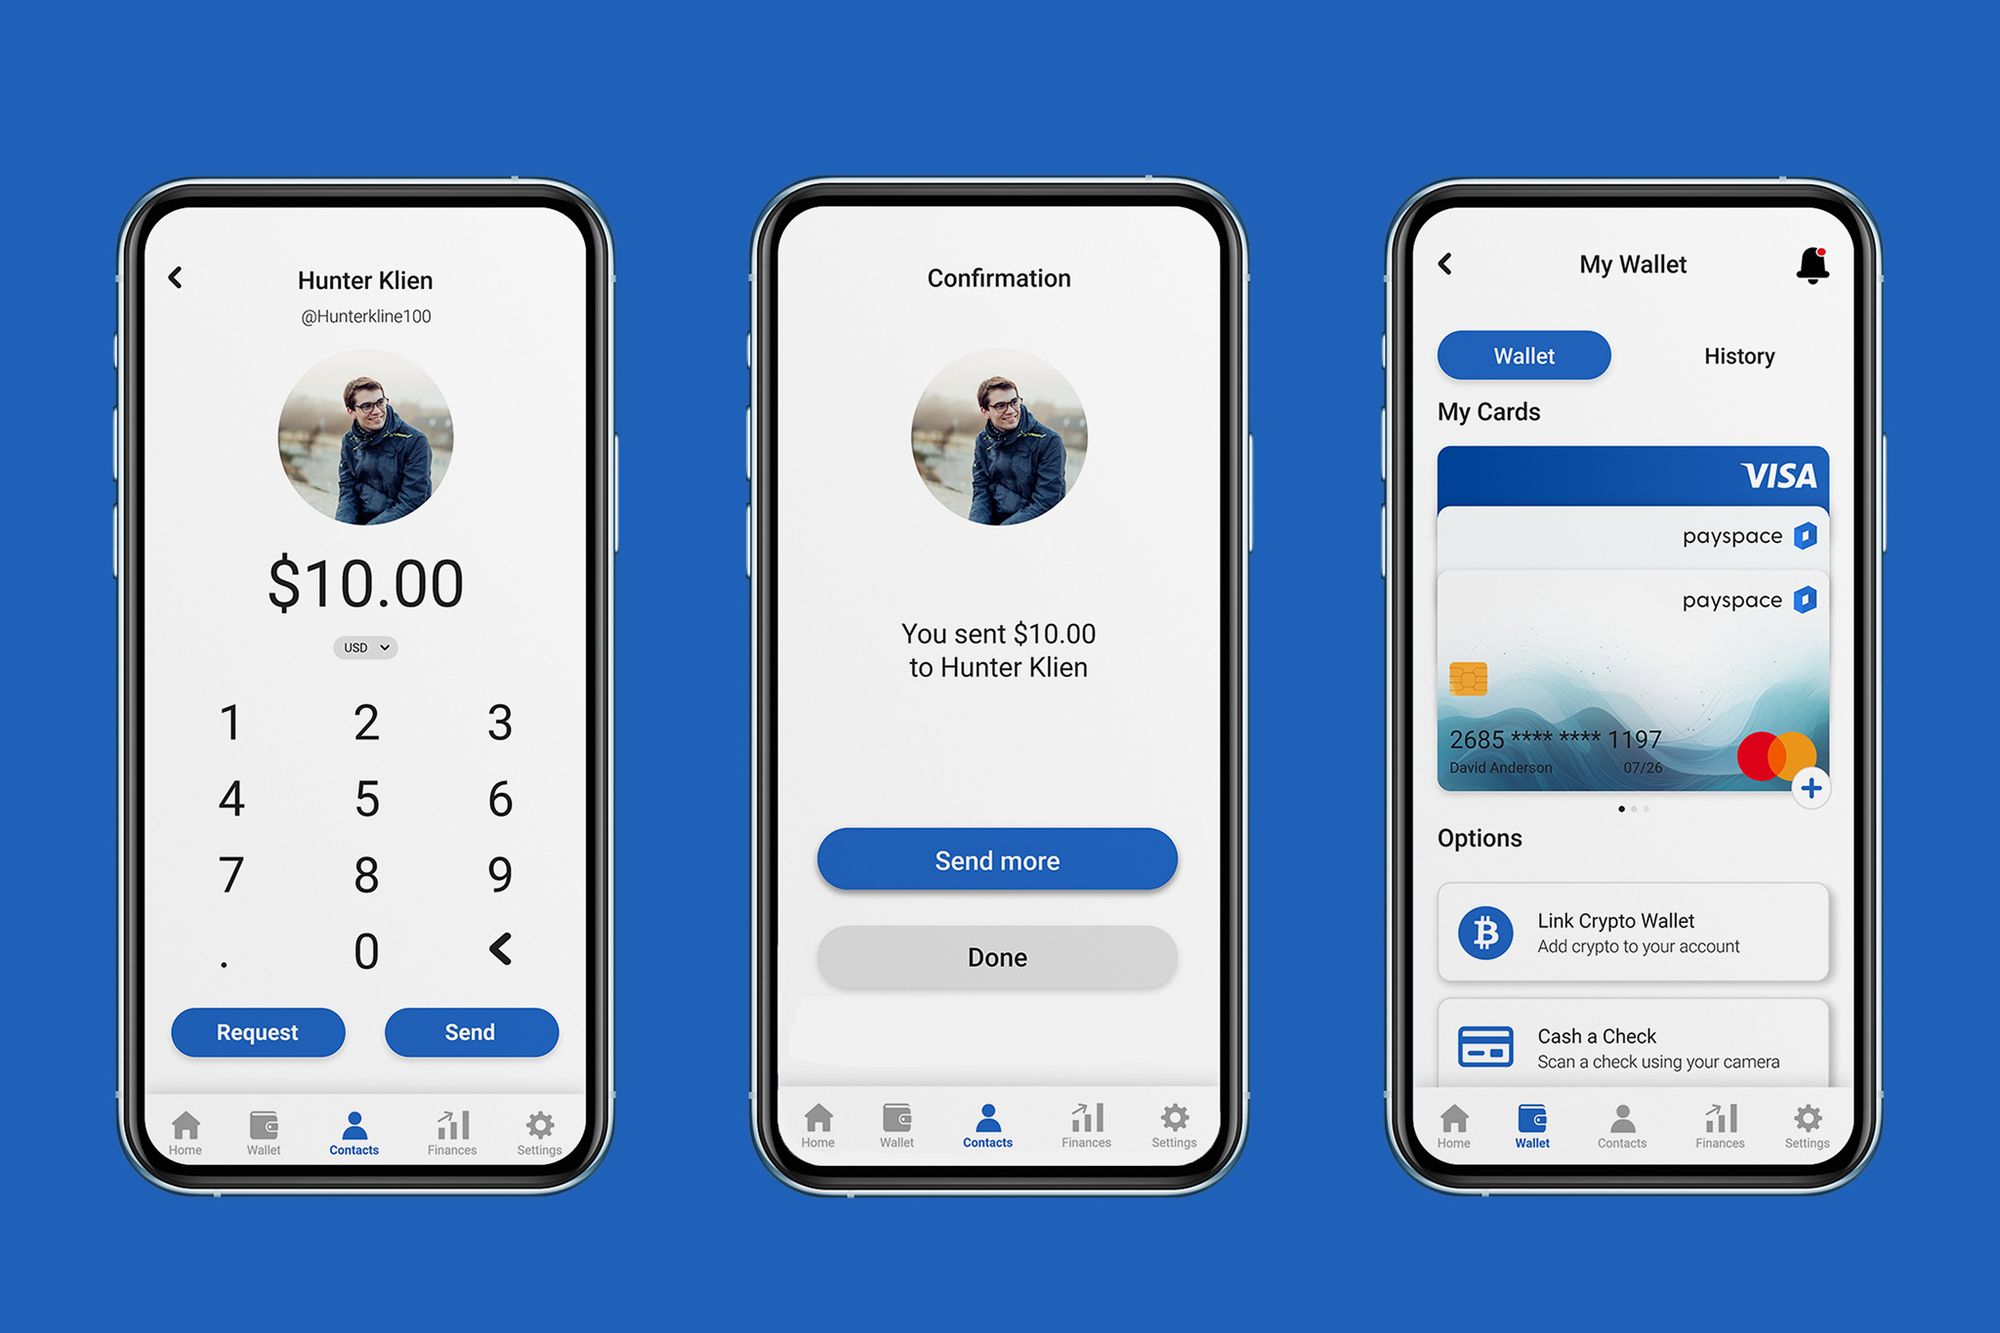 Hunter Klien
@Hunterkline100
$10.00
USD
1 2 3
4 5 6
7 8 9
. 0
Request Send
Home Wallet Contacts Finances Settings
Confirmation
You sent $10.00
to Hunter Klien
Send more
Done
Home Wallet Contacts Finances Settings
My Wallet
Wallet History
My Cards
VISA
payspace
payspace
2685 **** **** 1197
David Anderson 07/26
Options
Link Crypto Wallet
Add crypto to your account
Cash a Check
Scan a check using your camera
Home Wallet Contacts Finances Settings